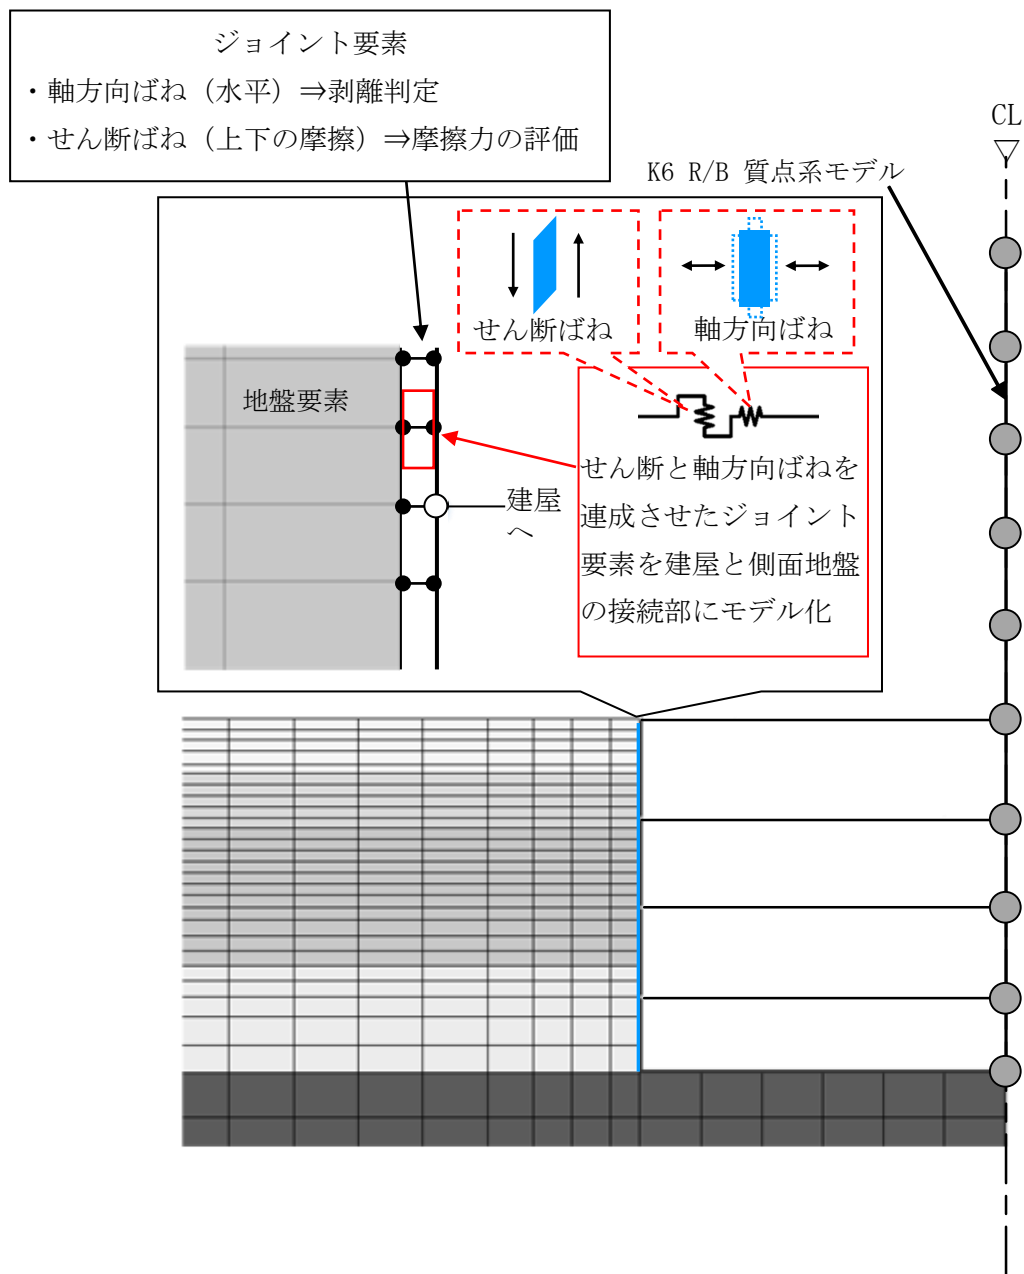 ジョイント要素
・軸方向ばね（水平）⇒剥離判定
・せん断ばね（上下の摩擦）⇒摩擦力の評価
CL
K6 R/B 質点系モデル
せん断ばね
軸方向ばね
地盤要素
せん断と軸方向ばねを
連成させたジョイント
要素を建屋と側面地盤
の接続部にモデル化
建屋
へ